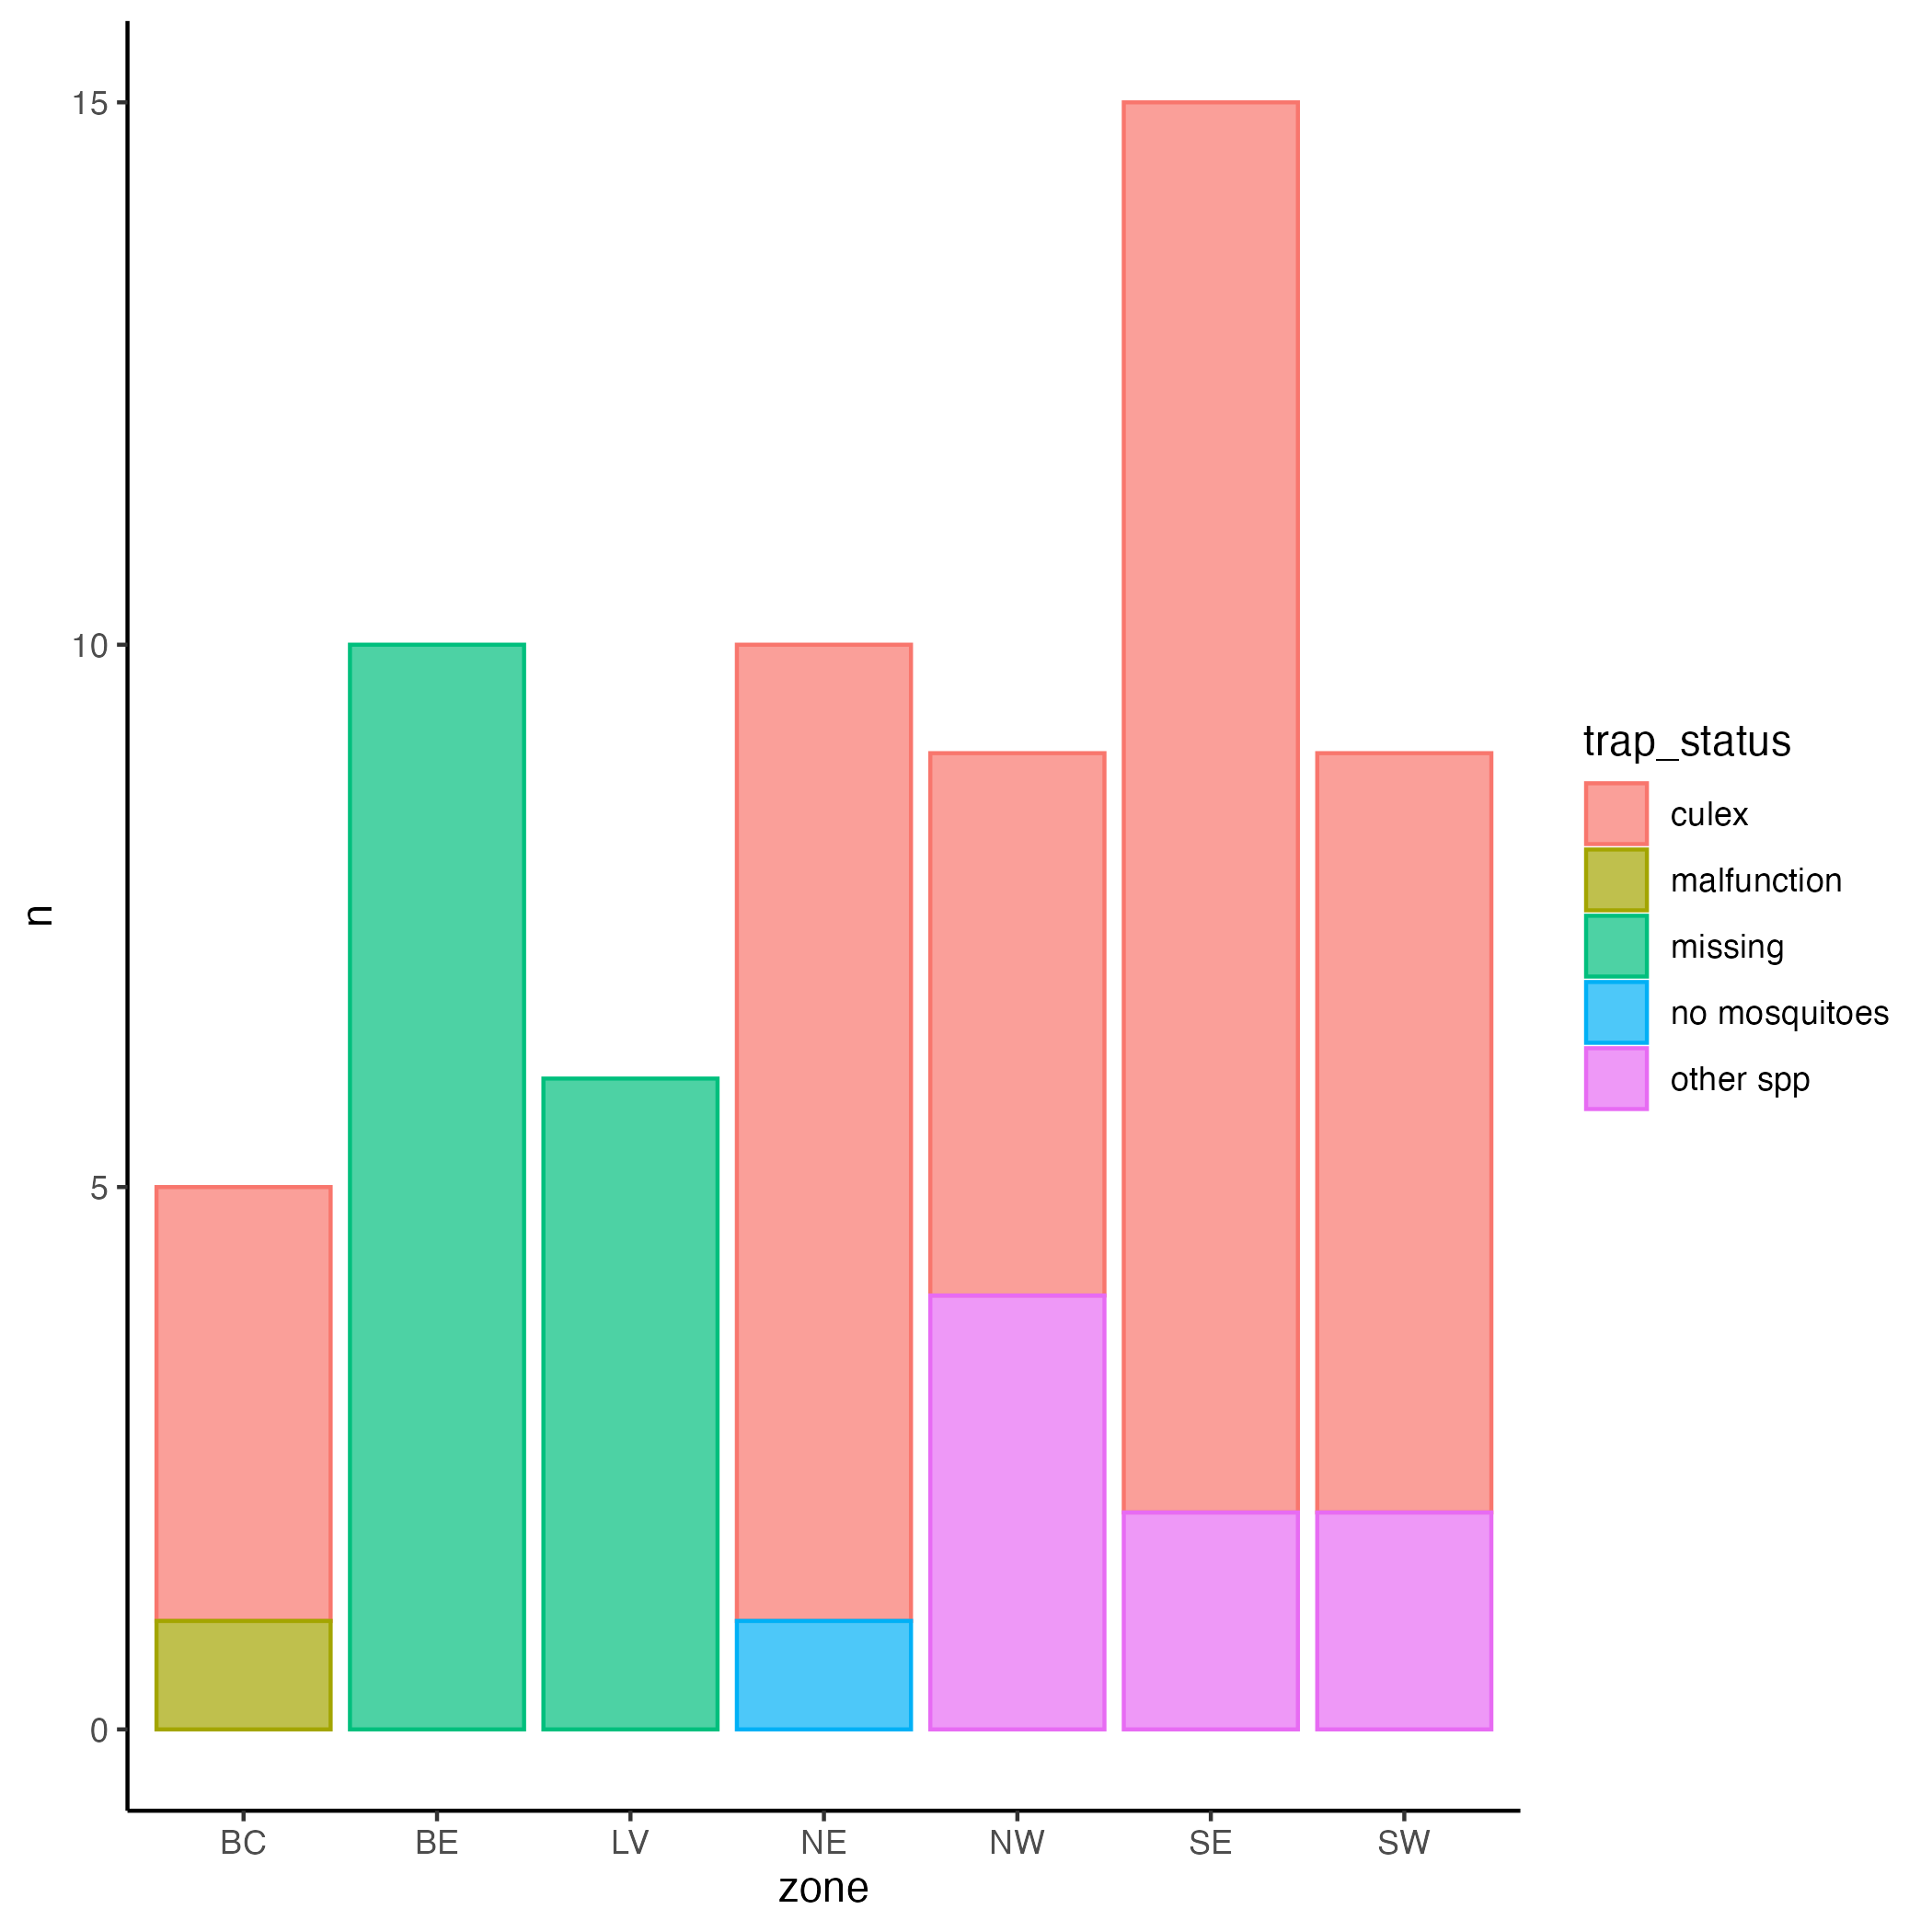 15
10
5
0
n
BC BE LV NE NW SE SW
zone
trap_status
culex
malfunction
missing
no mosquitoes
other spp